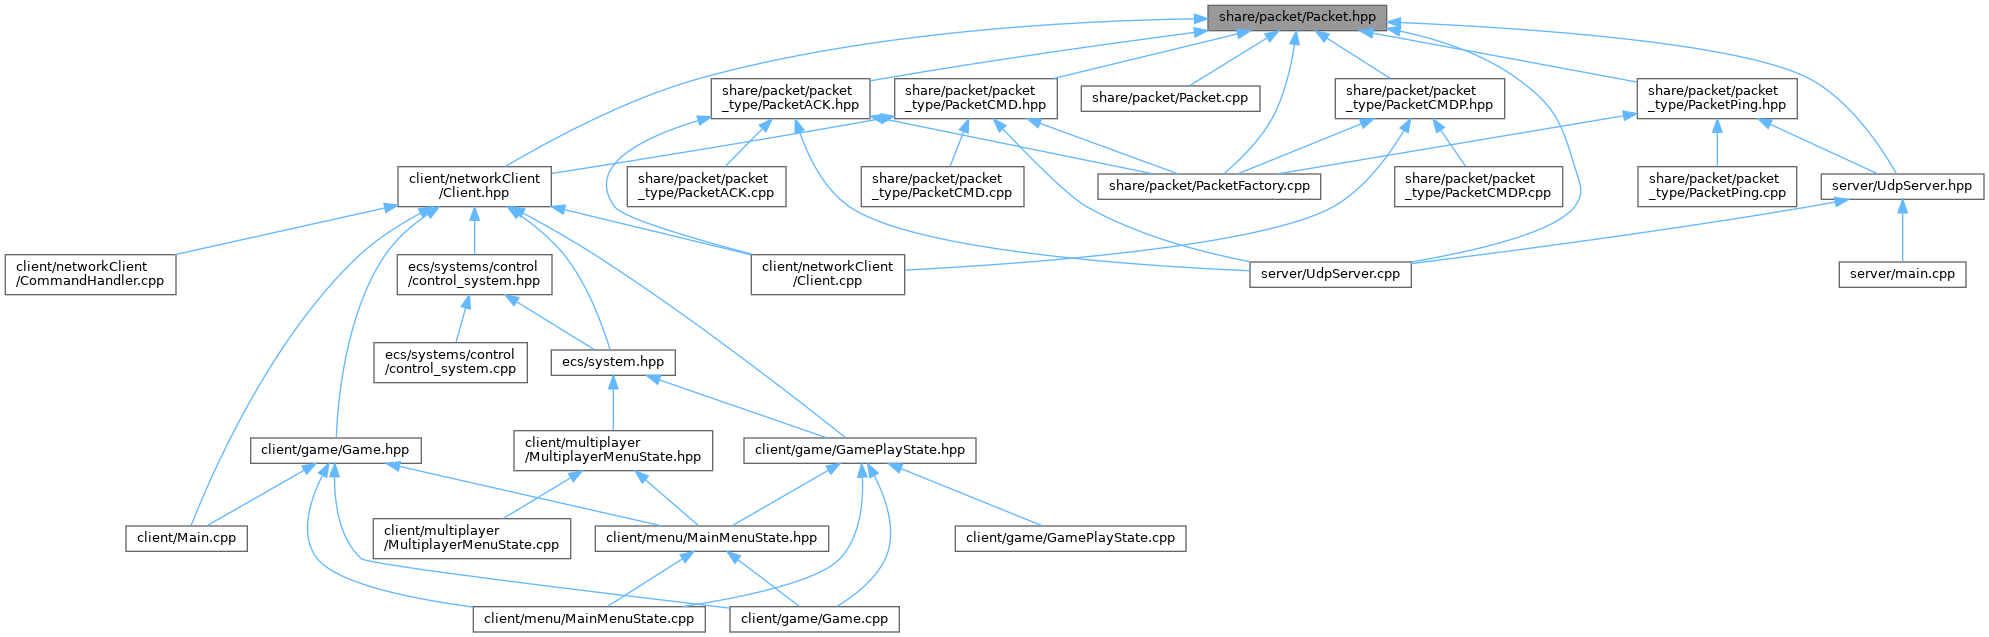 share/packet/Packet.hpp
share/packet/packet
_type/PacketACK.hpp
share/packet/packet
_type/PacketCMD.hpp
share/packet/Packet.cpp
share/packet/packet
_type/PacketCMDP.hpp
share/packet/packet
_type/PacketPing.hpp
client/networkClient
/Client.hpp
share/packet/packet
_type/PacketACK.cpp
share/packet/packet
_type/PacketCMD.cpp
share/packet/PacketFactory.cpp
share/packet/packet
_type/PacketCMDP.cpp
share/packet/packet
_type/PacketPing.cpp
server/UdpServer.hpp
client/networkClient
/CommandHandler.cpp
ecs/systems/control
/control_system.hpp
client/networkClient
/Client.cpp
server/UdpServer.cpp
server/main.cpp
ecs/systems/control
/control_system.cpp
ecs/system.hpp
client/game/Game.hpp
client/multiplayer
/MultiplayerMenuState.hpp
client/game/GamePlayState.hpp
client/Main.cpp
client/multiplayer
/MultiplayerMenuState.cpp
client/menu/MainMenuState.hpp
client/game/GamePlayState.cpp
client/menu/MainMenuState.cpp
client/game/Game.cpp